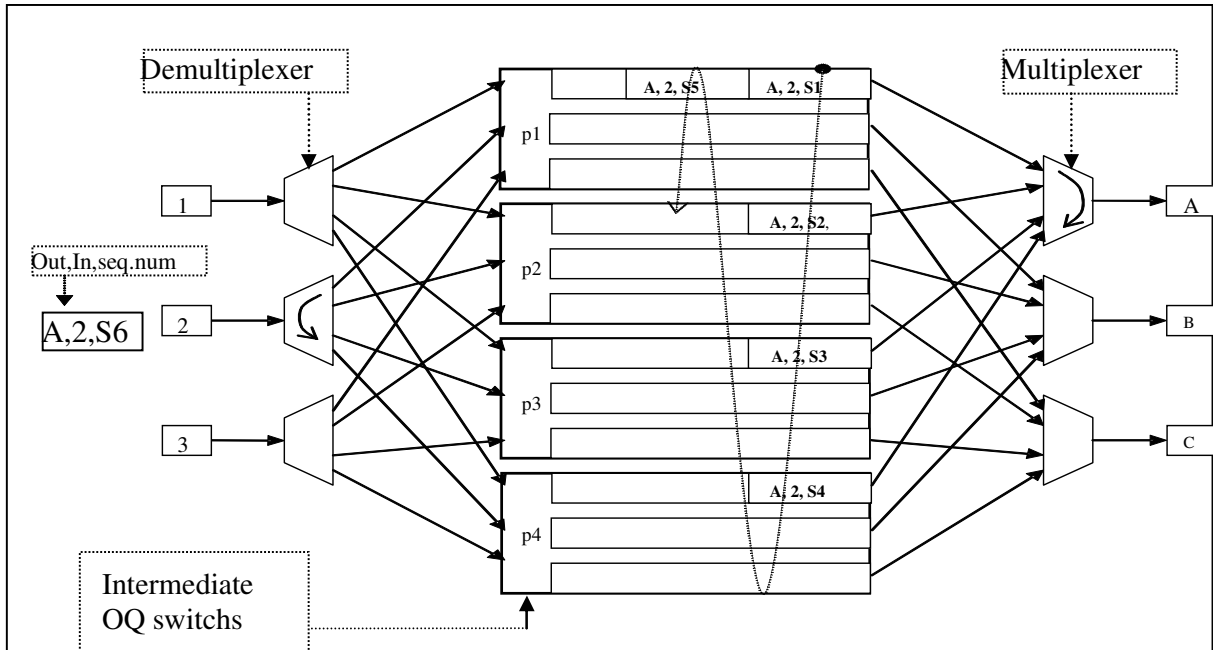 Demultiplexer
Multiplexer
A, 2, S5
A, 2, S1
p1
1
A
A, 2, S2,
Out,In,seq.num
p2
A,2,S6
2
B
A, 2, S3
p3
3
C
A, 2, S4
p4
Intermediate
OQ switchs